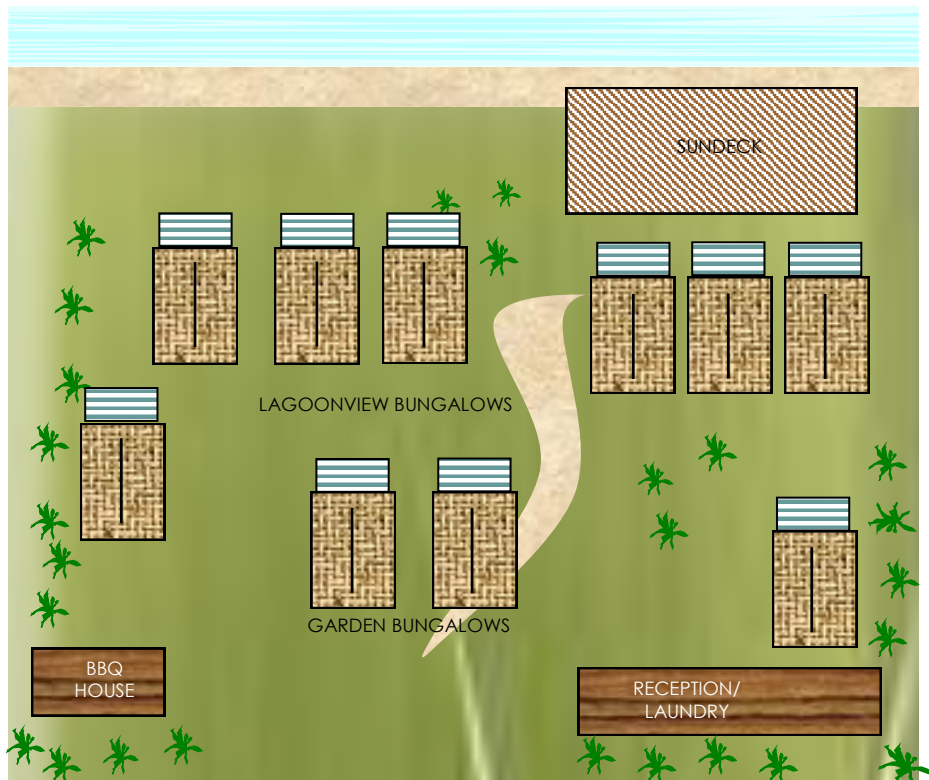 SUNDECK
LAGOONVIEW BUNGALOWS
GARDEN BUNGALOWS
BBQ
HOUSE
RECEPTION/
LAUNDRY